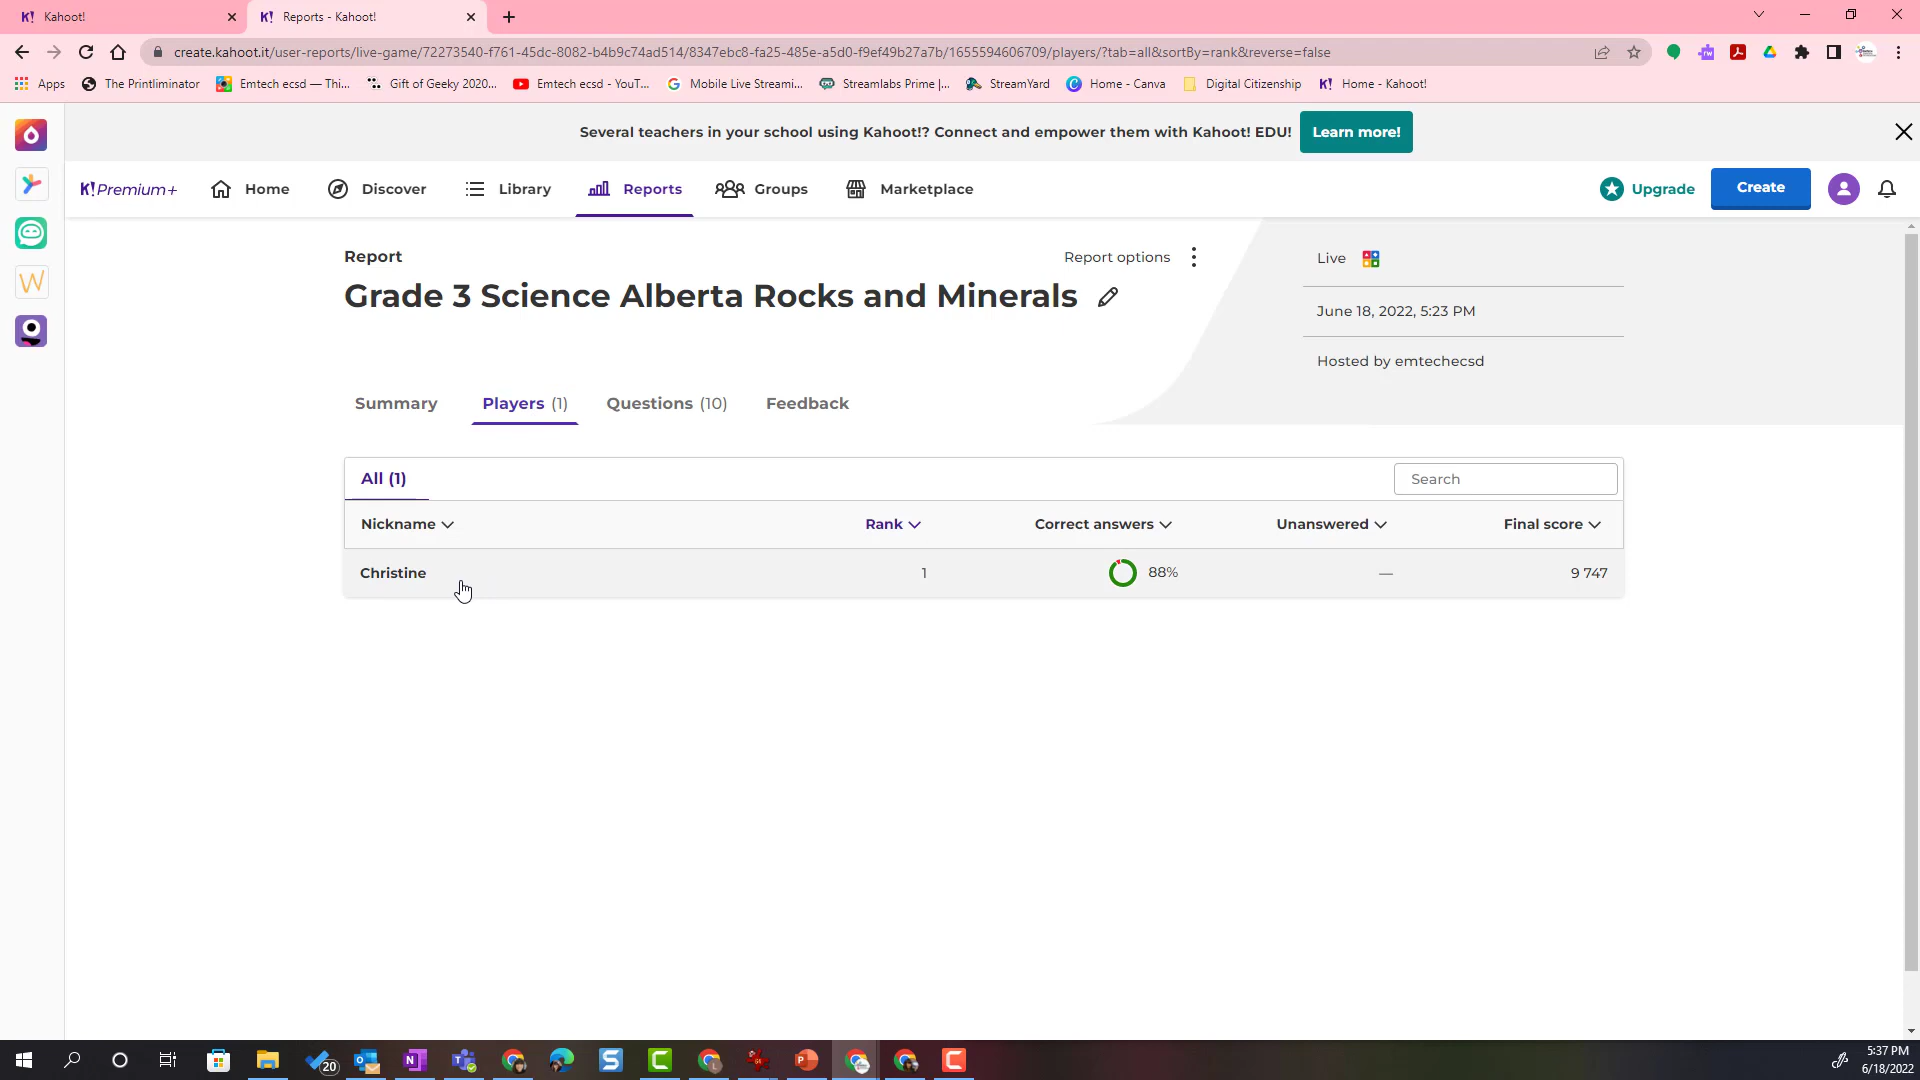 K! Kahoot!
K! Reports - Kahoot!
create.kahoot.it/user-reports/live-game/72273540-f761-45dc-8082-b4b9c74ad514/8347ebc8-fa25-485e-a5d0-f9ef49b27a7b/1655594606709/players/?tab=all&sortBy=rank&reverse=false
Apps The Printliminator Emtech ecsd — Thi... Gift of Geeky 2020... Emtech ecsd - YouT... Mobile Live Streami... Streamlabs Prime |... StreamYard Home - Canva Digital Citizenship K! Home - Kahoot!
Several teachers in your school using Kahoot!? Connect and empower them with Kahoot! EDU! Learn more!
K!Premium+ Home Discover Library Reports Groups Marketplace Upgrade Create
Report Report options
Grade 3 Science Alberta Rocks and Minerals
Live
June 18, 2022, 5:23 PM
Hosted by emtechecsd
Summary Players (1) Questions (10) Feedback
All (1) Search
Nickname Rank Correct answers Unanswered Final score
Christine 1 88% — 9 747
20
5:37 PM
6/18/2022